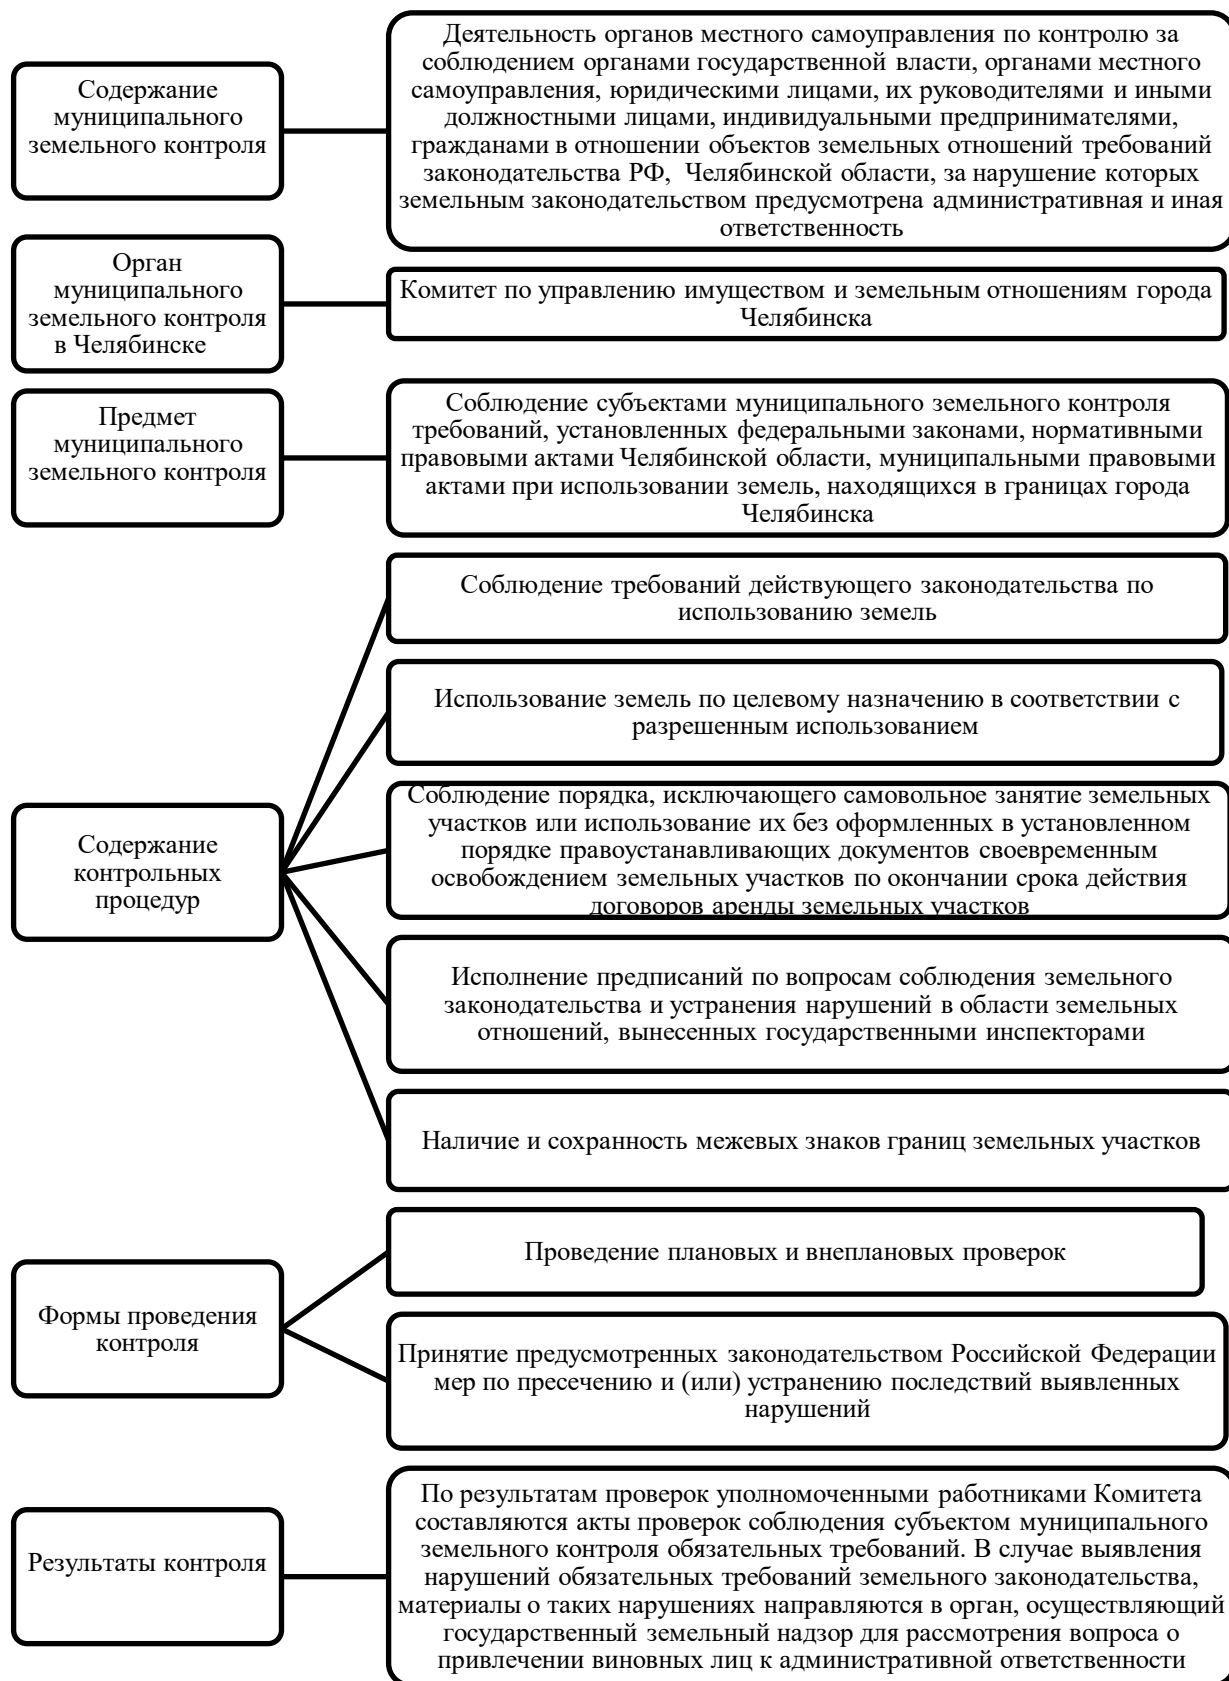 Содержание
муниципального
земельного контроля
Деятельность органов местного самоуправления по контролю за
соблюдением органами государственной власти, органами местного
самоуправления, юридическими лицами, их руководителями и иными
должностными лицами, индивидуальными предпринимателями,
гражданами в отношении объектов земельных отношений требований
законодательства РФ, Челябинской области, за нарушение которых
земельным законодательством предусмотрена административная и иная
ответственность
Орган
муниципального
земельного контроля
в Челябинске
Комитет по управлению имуществом и земельным отношениям города
Челябинска
Предмет
муниципального
земельного контроля
Соблюдение субъектами муниципального земельного контроля
требований, установленных федеральными законами, нормативными
правовыми актами Челябинской области, муниципальными правовыми
актами при использовании земель, находящихся в границах города
Челябинска
Содержание
контрольных
процедур
Соблюдение требований действующего законодательства по
использованию земель
Использование земель по целевому назначению в соответствии с
разрешенным использованием
Соблюдение порядка, исключающего самовольное занятие земельных
участков или использование их без оформленных в установленном
порядке правоустанавливающих документов своевременным
освобождением земельных участков по окончании срока действия
договоров аренды земельных участков
Исполнение предписаний по вопросам соблюдения земельного
законодательства и устранения нарушений в области земельных
отношений, вынесенных государственными инспекторами
Наличие и сохранность межевых знаков границ земельных участков
Формы проведения
контроля
Проведение плановых и внеплановых проверок
Принятие предусмотренных законодательством Российской Федерации
мер по пресечению и (или) устранению последствий выявленных
нарушений
Результаты контроля
По результатам проверок уполномоченными работниками Комитета
составляются акты проверок соблюдения субъектом муниципального
земельного контроля обязательных требований. В случае выявления
нарушений обязательных требований земельного законодательства,
материалы о таких нарушениях направляются в орган, осуществляющий
государственный земельный надзор для рассмотрения вопроса о
привлечении виновных лиц к административной ответственности